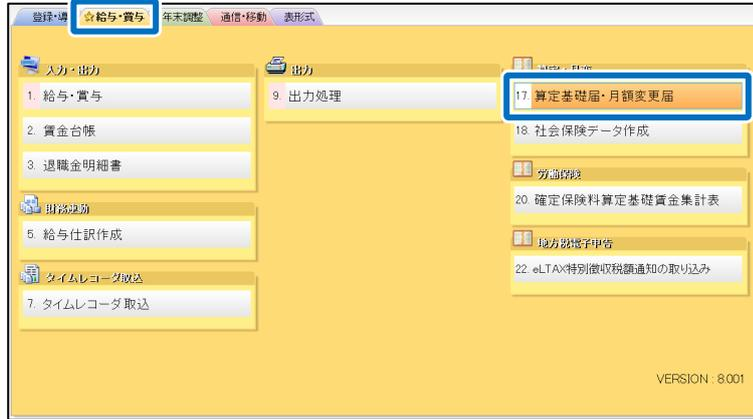 登録・導
☆給与・賞与
年末調整
通信・移動
表形式
入力・出力
1. 給与・賞与
2. 賃金台帳
3. 退職金明細書
財務連動
5. 給与仕訳作成
タイムレコーダ取込
7. タイムレコーダ取込
出力
9. 出力処理
17. 算定基礎届・月額変更届
18. 社会保険データ作成
労働保険
20. 確定保険料算定基礎賃金集計表
地方税電子申告
22. eLTAX特別徴収税額通知の取り込み
VERSION : 8.001